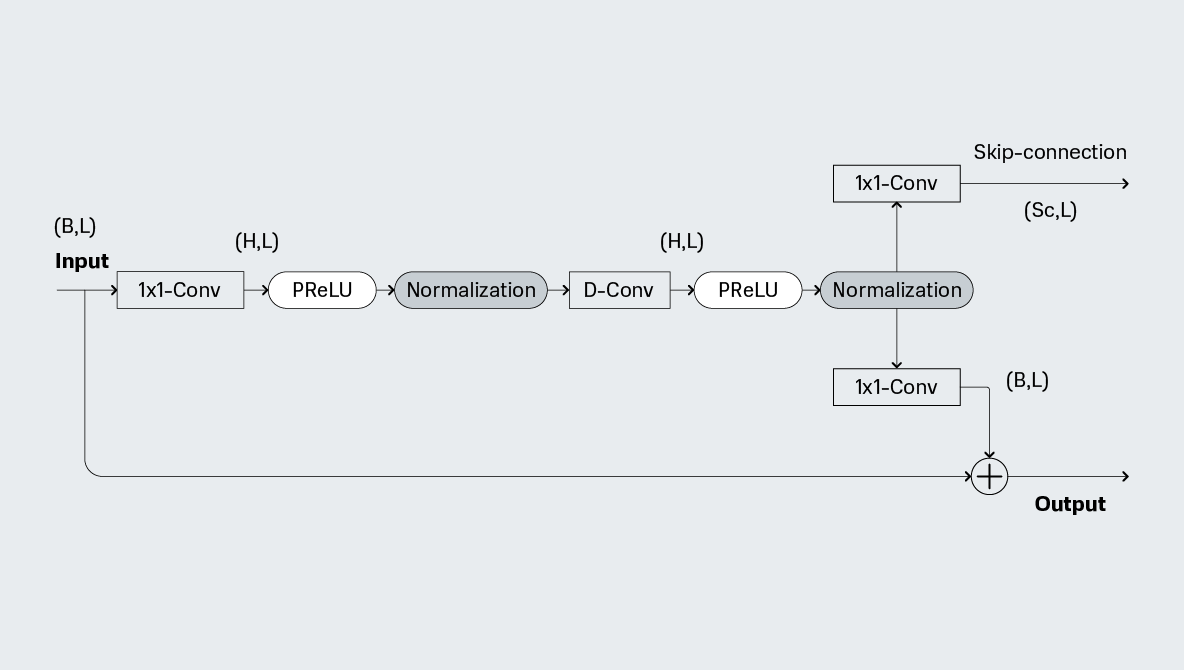 Skip-connection
1x1-Conv
(Sc,L)
(B,L)
(H,L)
(H,L)
Input
1x1-Conv
PReLU
Normalization
D-Conv
PReLU
Normalization
1x1-Conv
(B,L)
Output